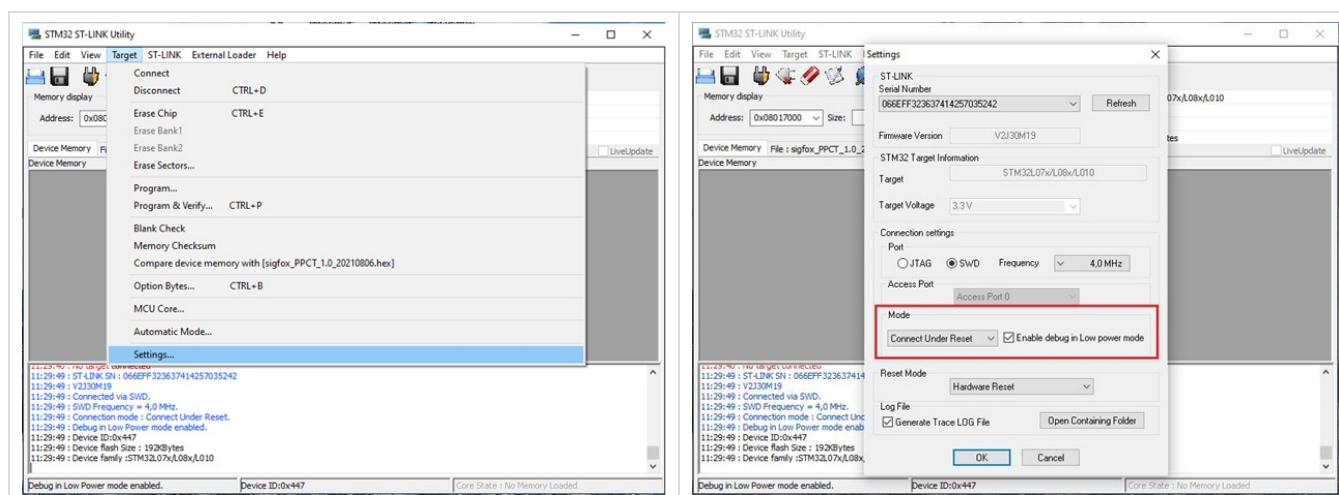 STM32 ST-LINK Utility
File Edit View Target ST-LINK External Loader Help
Connect
Disconnect CTRL+D
Memory display
Erase Chip CTRL+E
Address: 0x080
Erase Bank1
Erase Bank2
Device Memory
LiveUpdate
Device Memory
Erase Sectors...
Program...
Program & Verify... CTRL+P
Blank Check
Memory Checksum
Compare device memory with [sigfox_PPCT_1.0_20210806.hex]
Option Bytes... CTRL+B
MCU Core...
Automatic Mode...
Settings...
11:29:49 : ST-LINK SN : 066EFF323637414257035242
11:29:49 : V2J30M19
11:29:49 : Connected via SWD.
11:29:49 : SWD Frequency = 4,0 MHz.
11:29:49 : Connection mode : Connect Under Reset.
11:29:49 : Debug in Low Power mode enabled.
11:29:49 : Device ID:0x447
11:29:49 : Device flash Size : 192KBytes
11:29:49 : Device family :STM32L07x/L08x/L010
Debug in Low Power mode enabled. Device ID:0x447 Core State : No Memory Loaded
STM32 ST-LINK Utility
File Edit View Target ST-LINK
Memory display
Address: 0x08017000 Size:
07x/L08x/L010
tes
Device Memory File : sigfox_PPCT_1.0_2
LiveUpdate
Device Memory
Settings
ST-LINK
Serial Number
066EFF323637414257035242 Refresh
Firmware Version V2J30M19
STM32 Target Information
Target STM32L07x/L08x/L010
Target Voltage 3.3 V
Connection settings
Port
JTAG SWD Frequency 4,0 MHz
Access Port
Access Port 0
Mode
Connect Under Reset Enable debug in Low power mode
Reset Mode
Hardware Reset
Log File
Generate Trace LOG File Open Containing Folder
OK Cancel
11:29:49 : ST-LINK SN : 066EFF323637414
11:29:49 : V2J30M19
11:29:49 : Connected via SWD.
11:29:49 : SWD Frequency = 4,0 MHz.
11:29:49 : Connection mode : Connect Unc
11:29:49 : Debug in Low Power mode enab
11:29:49 : Device ID:0x447
11:29:49 : Device flash Size : 192KBytes
11:29:49 : Device family :STM32L07x/L08x,
Debug in Low Power mode enabled. Device ID:0x447 Core State : No Memory Loaded